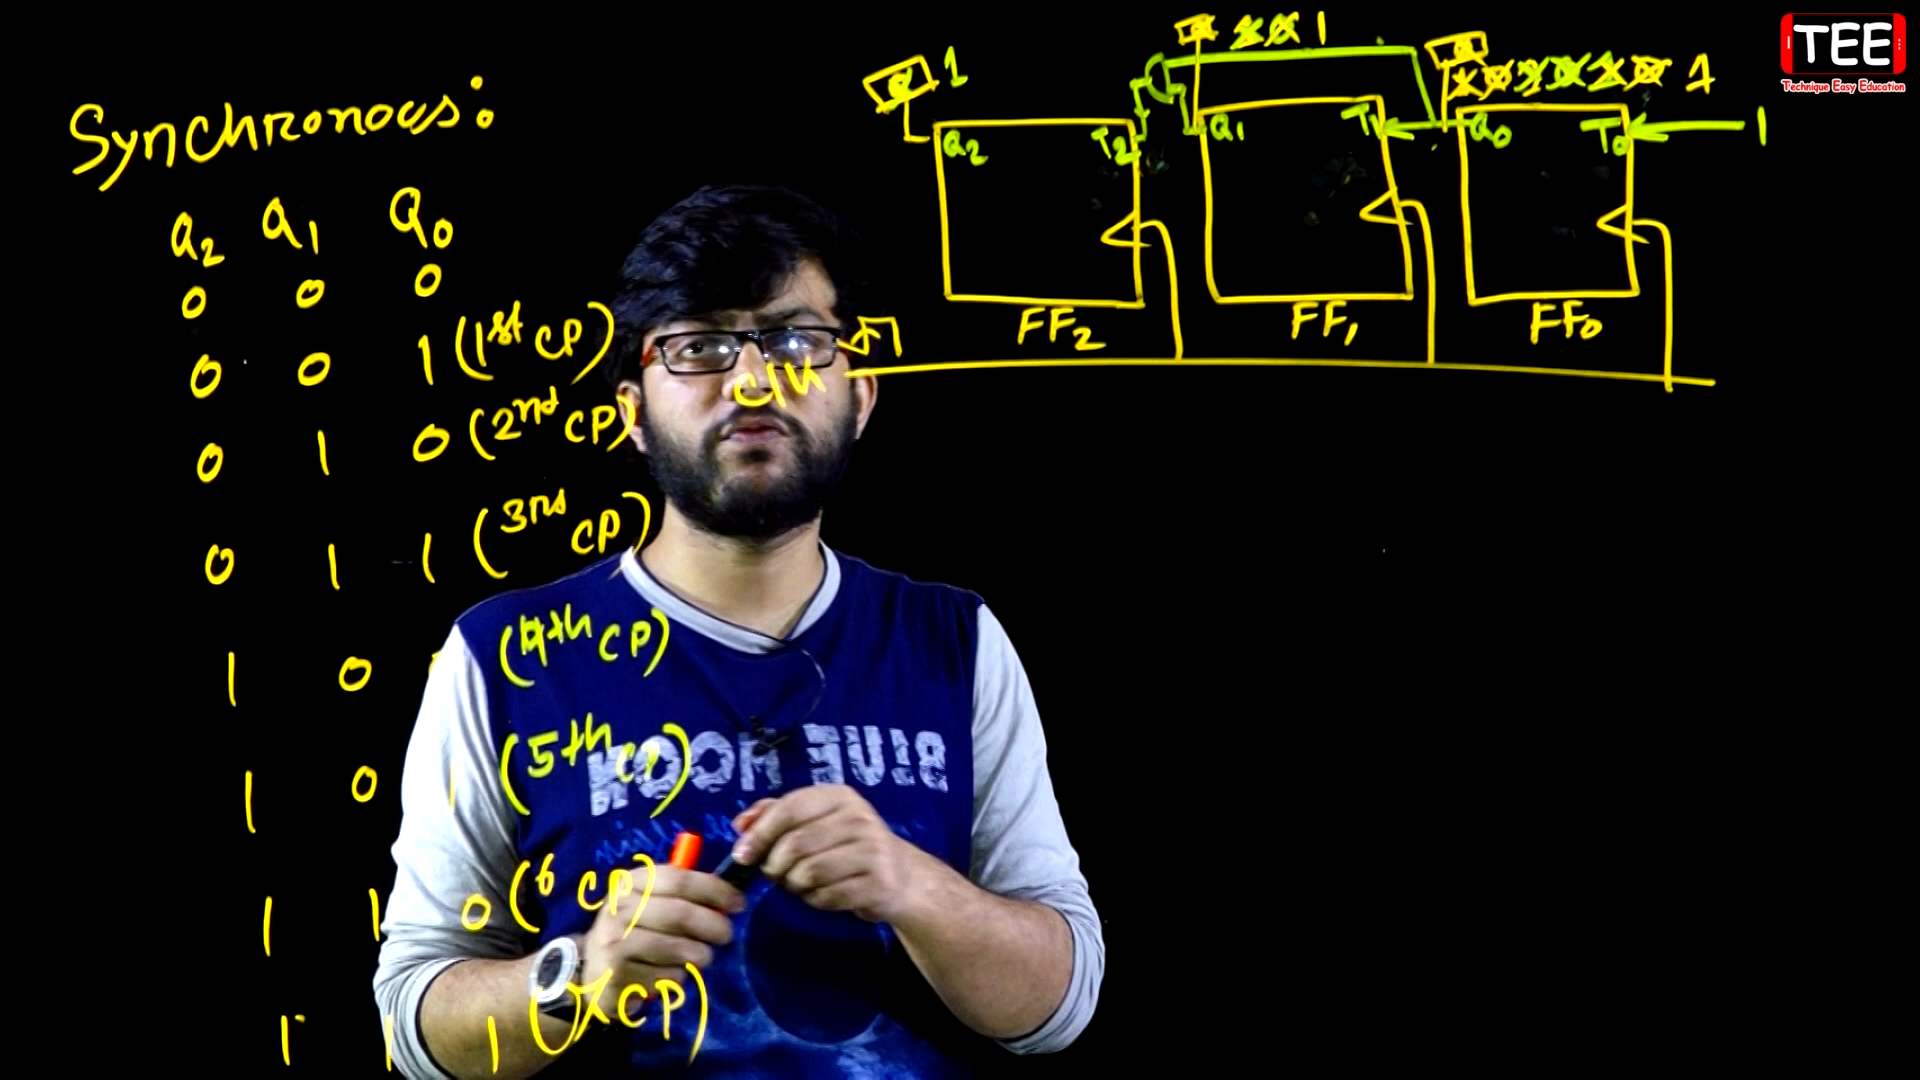 Synchronous:
Q2 Q1 Q0
0 0 0
0 0 1 (1st CP)
0 1 0 (2nd CP)
0 1 1 (3rd CP)
1 0 (4th CP)
1 0 1 (5th CP)
1 1 0 (6 CP)
1 1 1 (7 CP)
1
1
1
Q2 T2
Q1 T1
Q0 T0
1
FF2
FF1
FF0
clk
TEE
Technique Easy Education
BLUE MOON